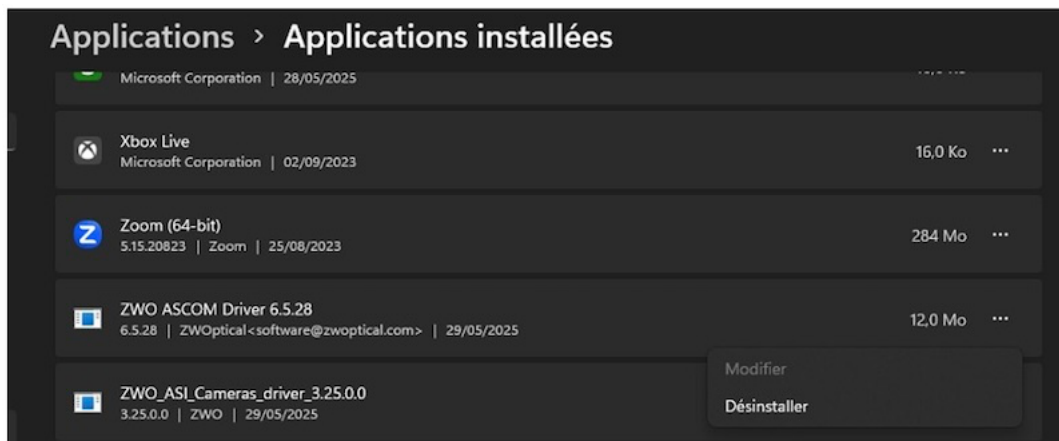 Applications > Applications installées
Microsoft Corporation | 28/05/2025
Xbox Live
Microsoft Corporation | 02/09/2023
16,0 Ko
Zoom (64-bit)
5.15.20823 | Zoom | 25/08/2023
284 Mo
ZWO ASCOM Driver 6.5.28
6.5.28 | ZWOptical<software@zwoptical.com> | 29/05/2025
12,0 Mo
Modifier
ZWO_ASI_Cameras_driver_3.25.0.0
3.25.0.0 | ZWO | 29/05/2025
Désinstaller